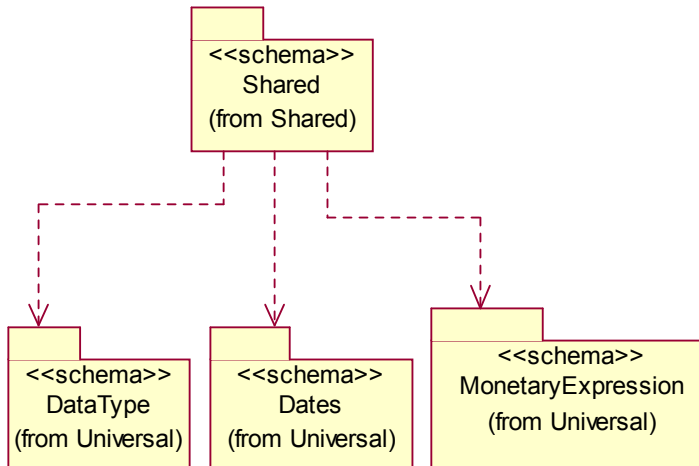 <<schema>>
Shared
(from Shared)
<<schema>>
DataType
(from Universal)
<<schema>>
Dates
(from Universal)
<<schema>>
MonetaryExpression
(from Universal)